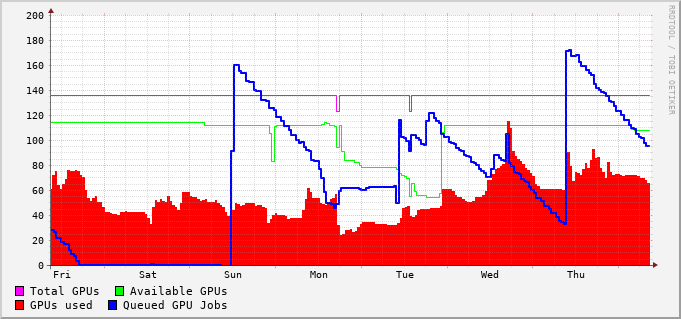 200
180
160
140
120
100
80
60
40
20
0
Fri Sat Sun Mon Tue Wed Thu
Total GPUs Available GPUs
GPUs used Queued GPU Jobs
RRDTOOL / TOBI OETIKER